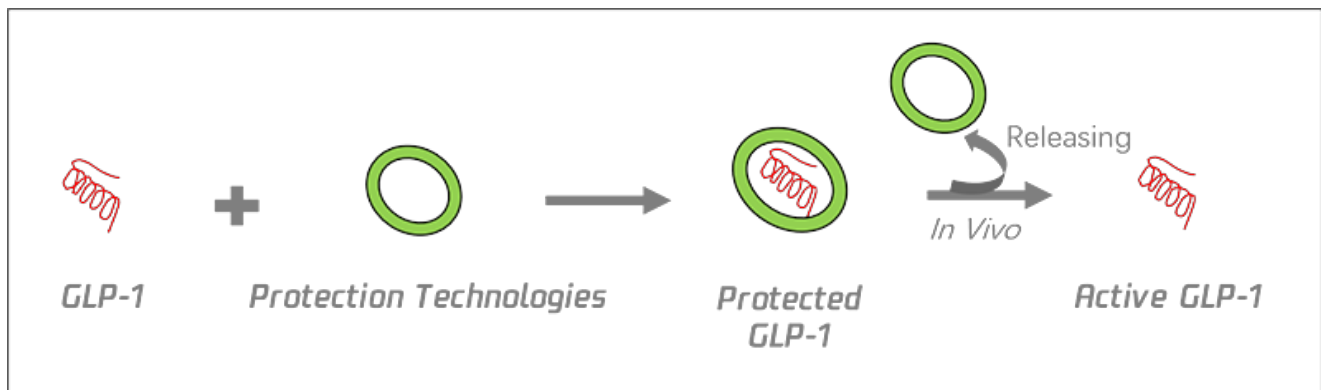 Releasing
In Vivo
GLP-1
Protection Technologies
Protected
GLP-1
Active GLP-1